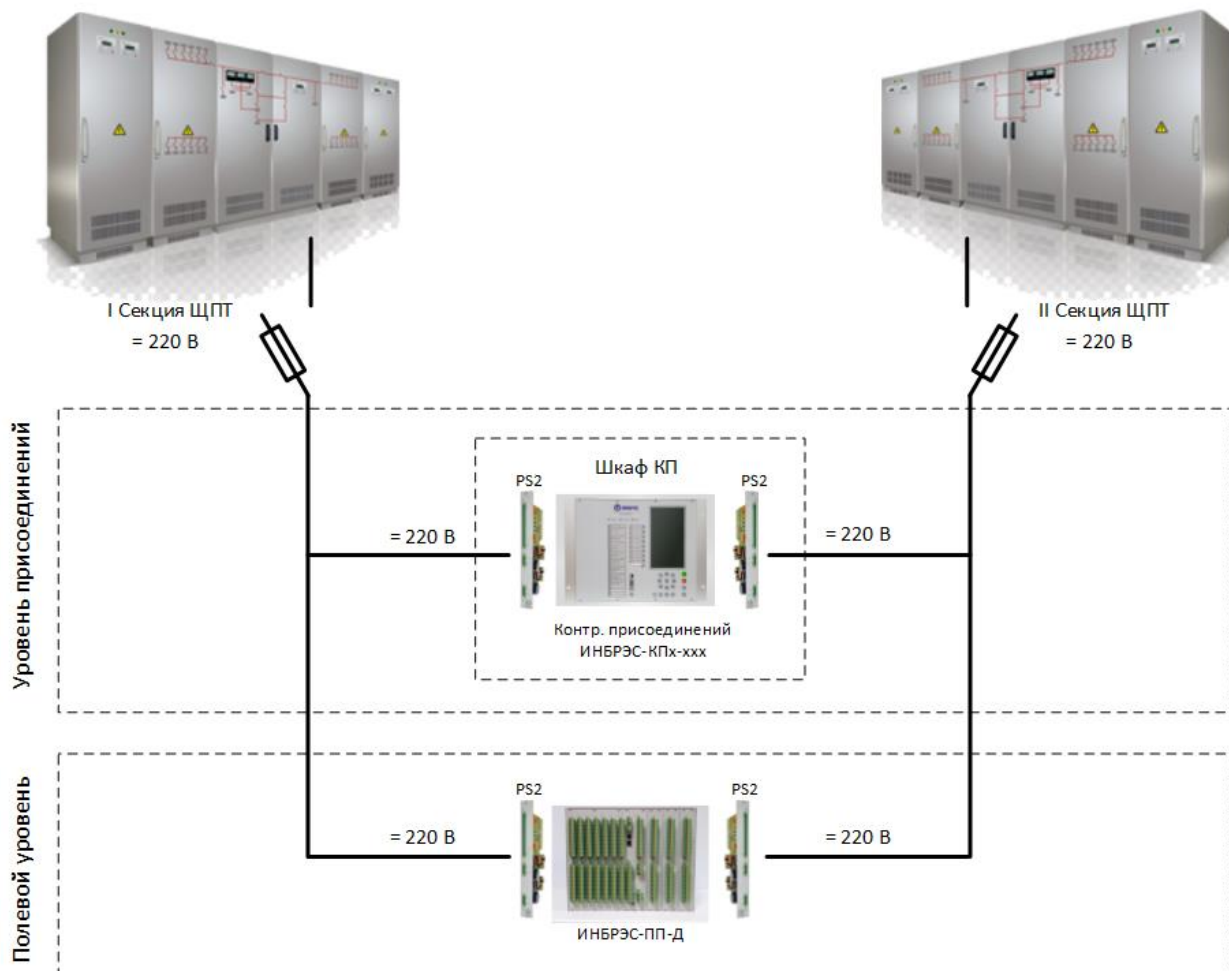 I Секция ЩПТ
= 220 В
II Секция ЩПТ
= 220 В
Уровень присоединений
Шкаф КП
PS2
PS2
= 220 В
= 220 В
Контр. присоединений
ИНБРЭС-КПх-ххх
Полевой уровень
PS2
PS2
= 220 В
= 220 В
ИНБРЭС-ПП-Д